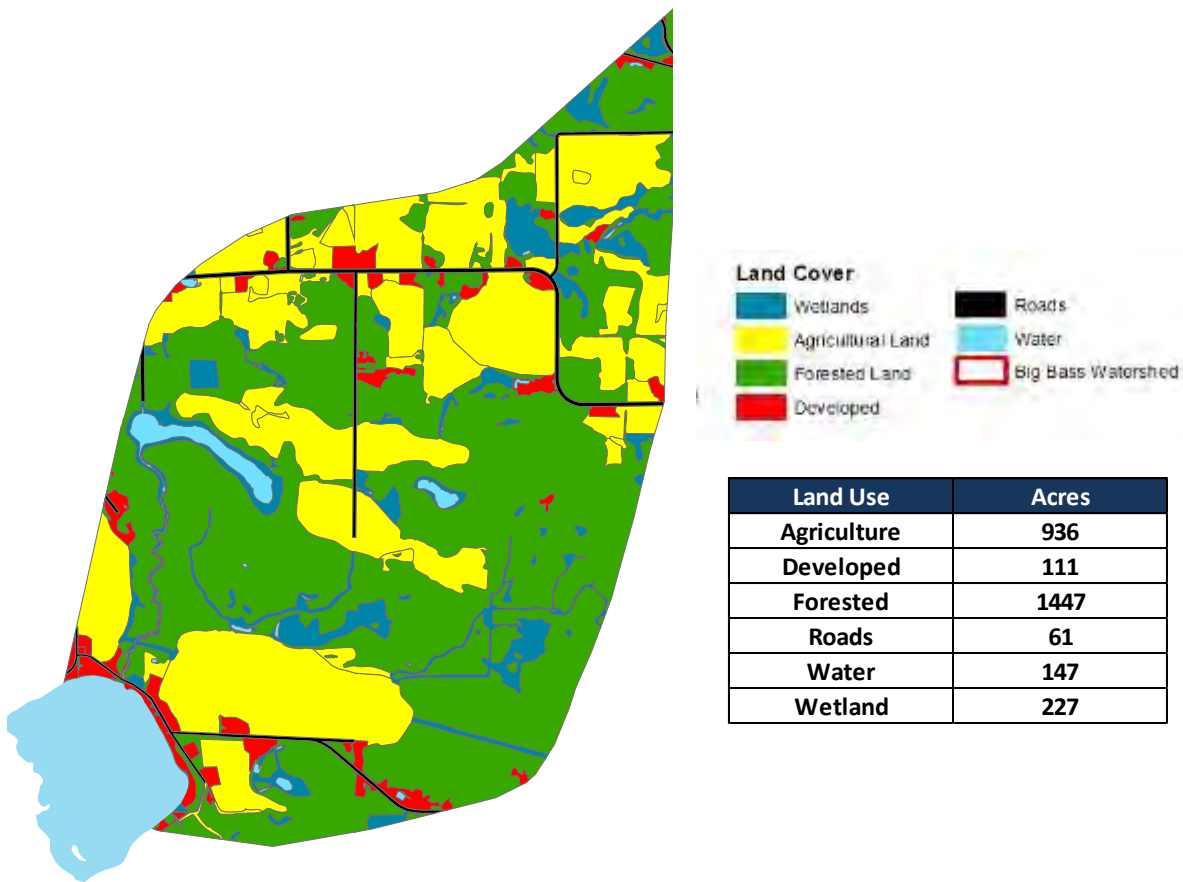 Land Cover
Wetlands
Agricultural Land
Forested Land
Developed
Roads
Water
Big Bass Watershed
Land Use Acres
Agriculture 936
Developed 111
Forested 1447
Roads 61
Water 147
Wetland 227